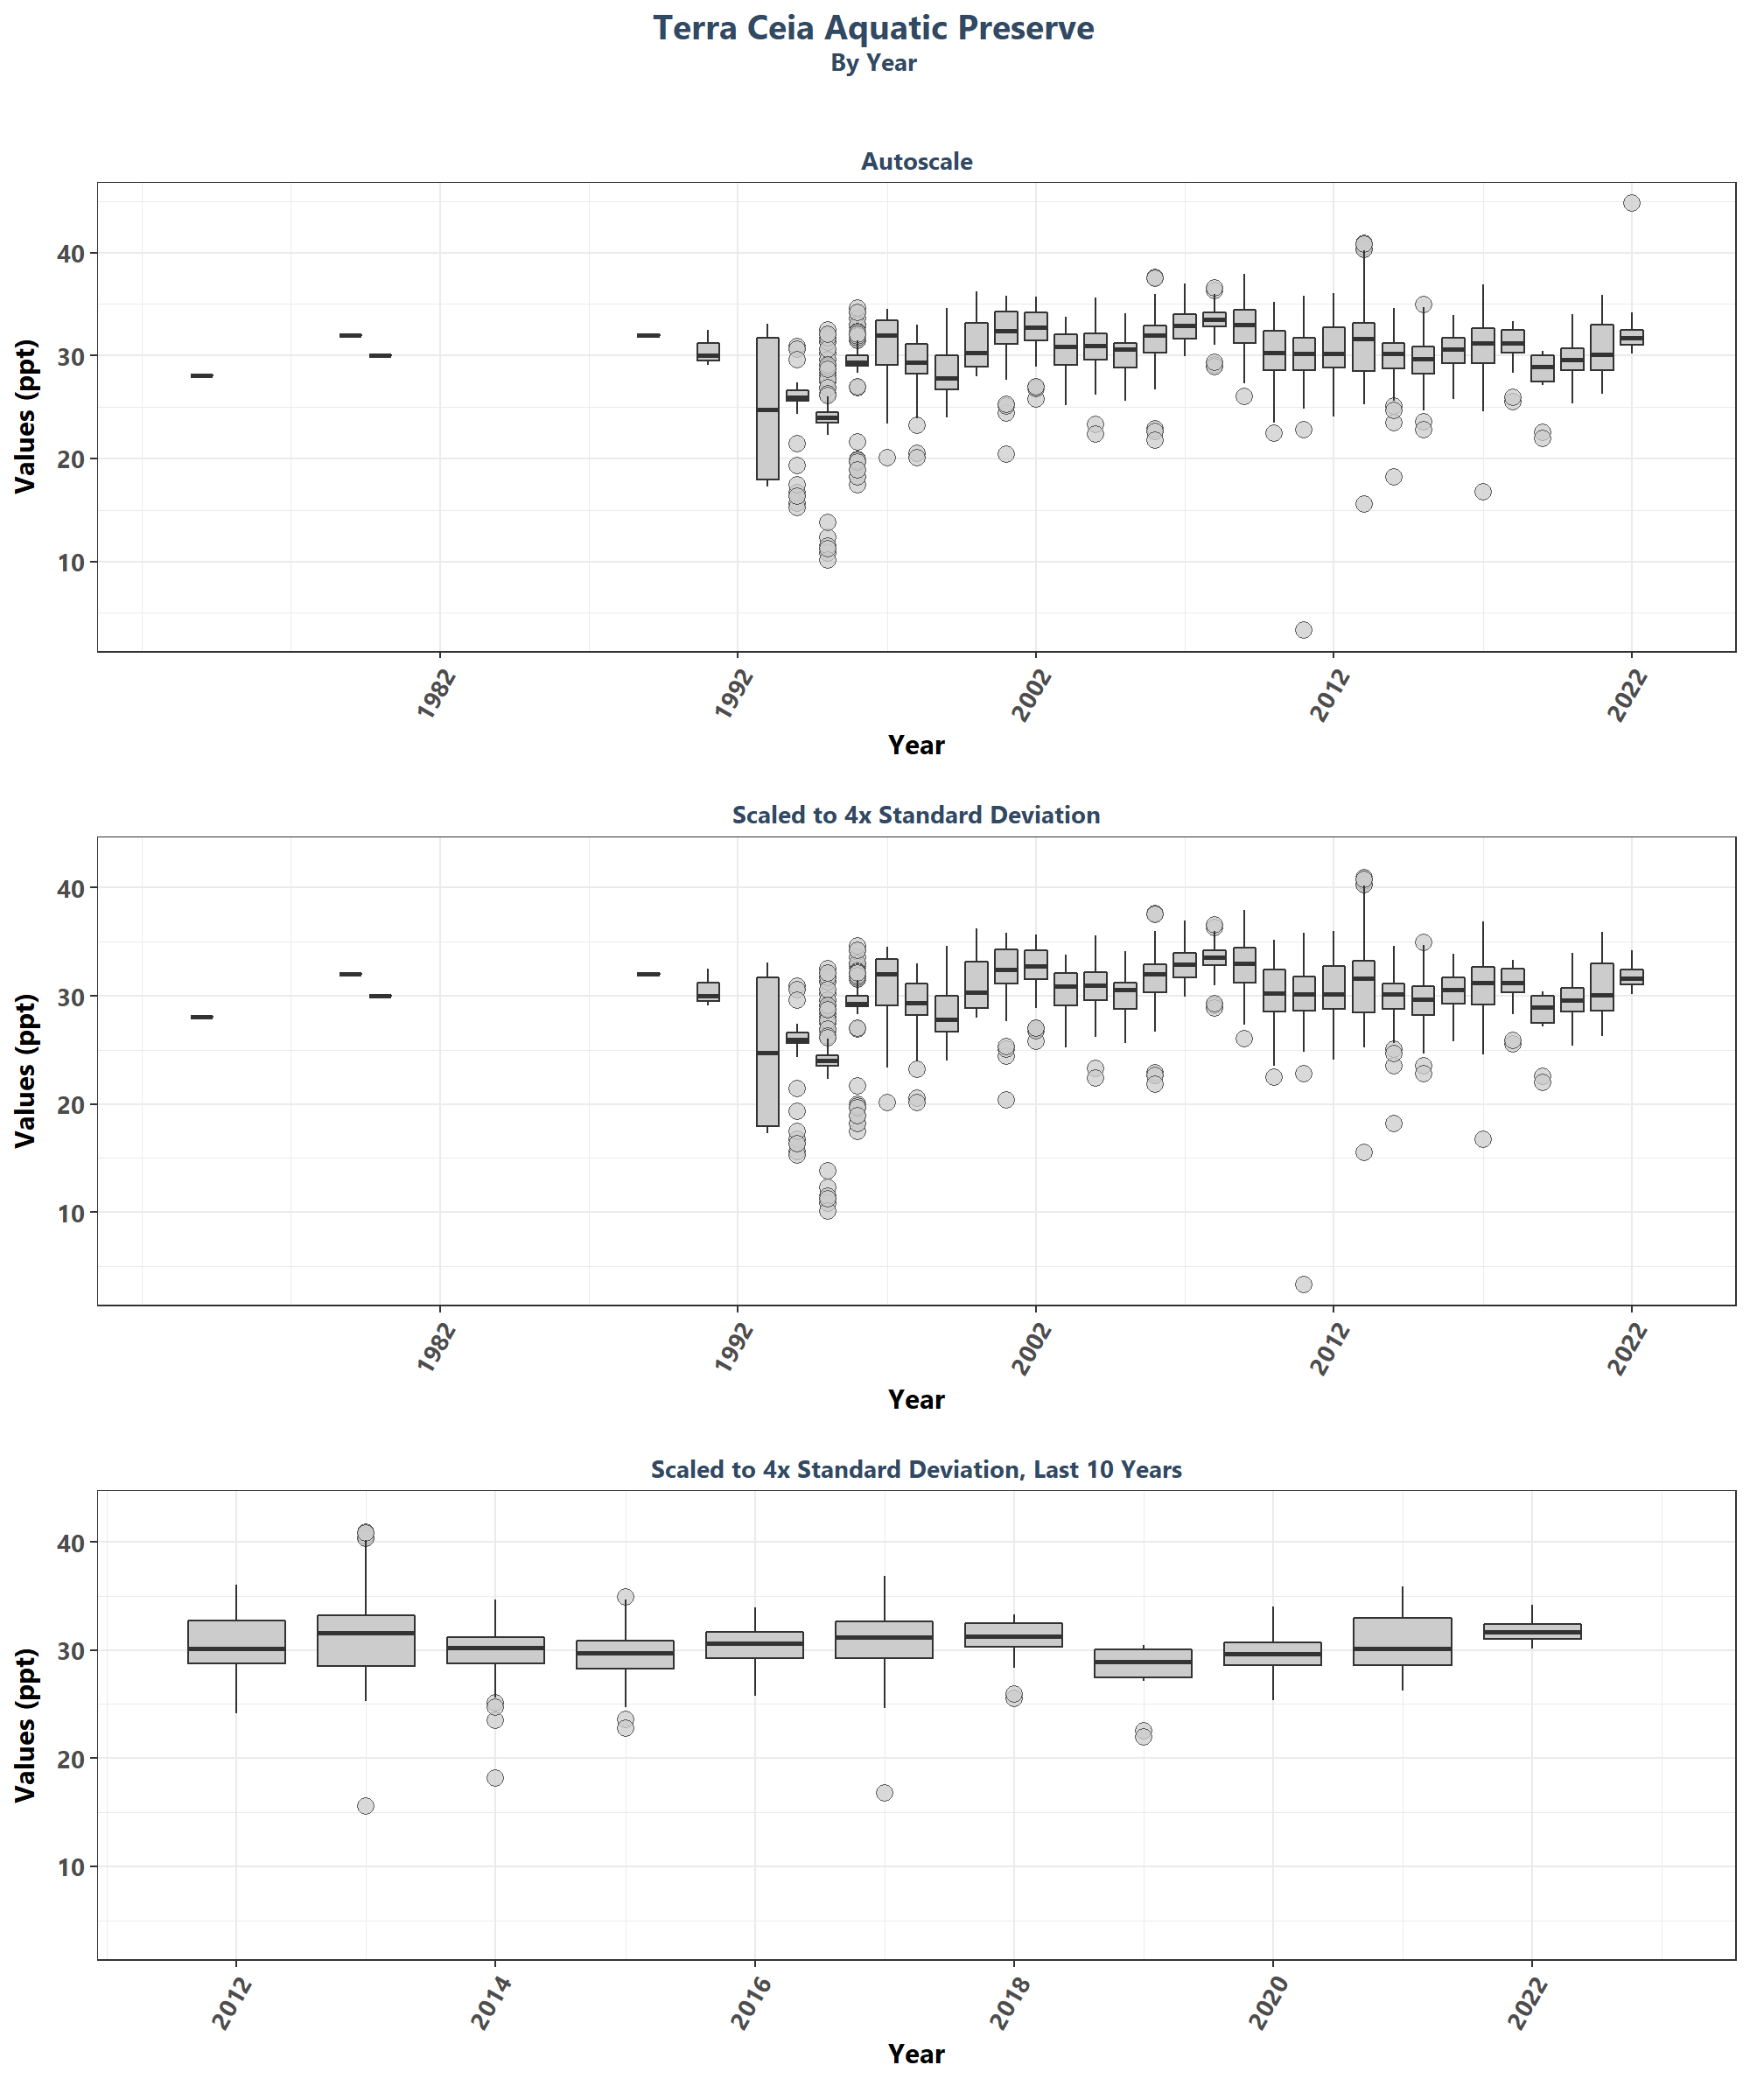 Terra Ceia Aquatic Preserve
By Year
Autoscale
Values (ppt)
40
30
20
10
1982
1992
2002
2012
2022
Year
Scaled to 4x Standard Deviation
Values (ppt)
40
30
20
10
1982
1992
2002
2012
2022
Year
Scaled to 4x Standard Deviation, Last 10 Years
Values (ppt)
40
30
20
10
2012
2014
2016
2018
2020
2022
Year